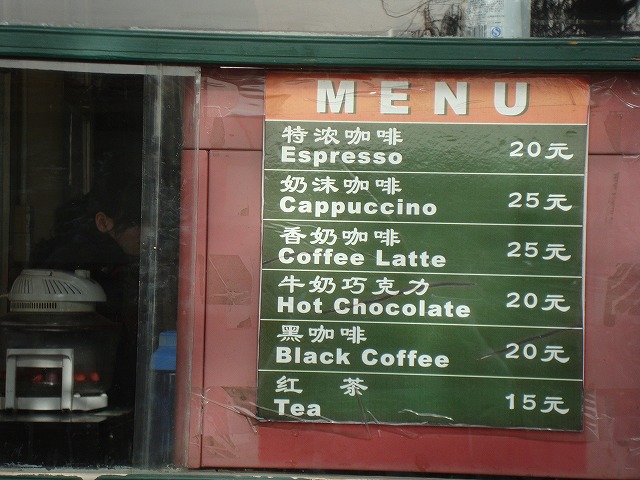 MENU
特浓咖啡
Espresso 20元
奶沫咖啡
Cappuccino 25元
香奶咖啡
Coffee Latte 25元
牛奶巧克力
Hot Chocolate 20元
黑咖啡
Black Coffee 20元
红 茶
Tea 15元